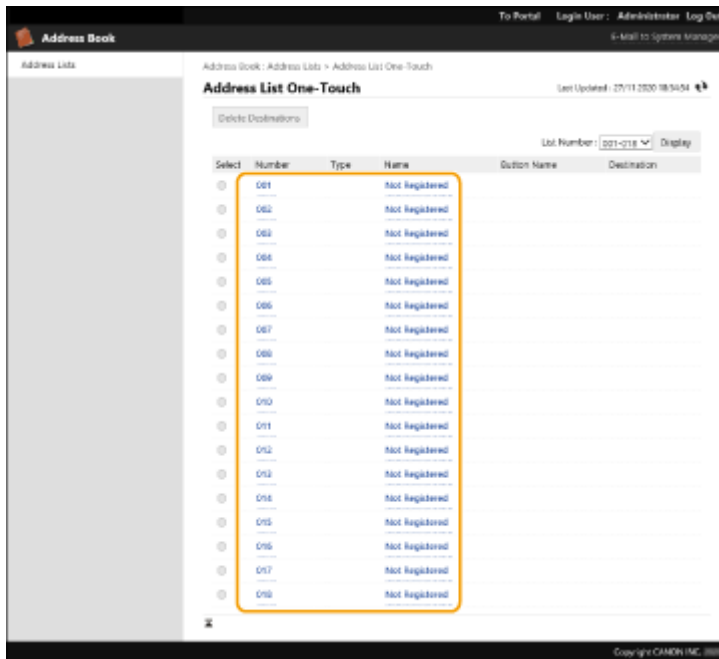 To Portal Login User : Administrator Log
Address Book
E-Mail to System
Address Lists
Address Book : Address Lists > Address List One-Touch
Address List One-Touch
Last Updated : 27/11/2020
Delete Destinations
List Number : 001-018 Display
Select Number Type Name Button Name Destination
001 Not Registered
002 Not Registered
003 Not Registered
004 Not Registered
005 Not Registered
006 Not Registered
007 Not Registered
008 Not Registered
009 Not Registered
010 Not Registered
011 Not Registered
012 Not Registered
013 Not Registered
014 Not Registered
015 Not Registered
016 Not Registered
017 Not Registered
018 Not Registered
Copyright CANON INC.